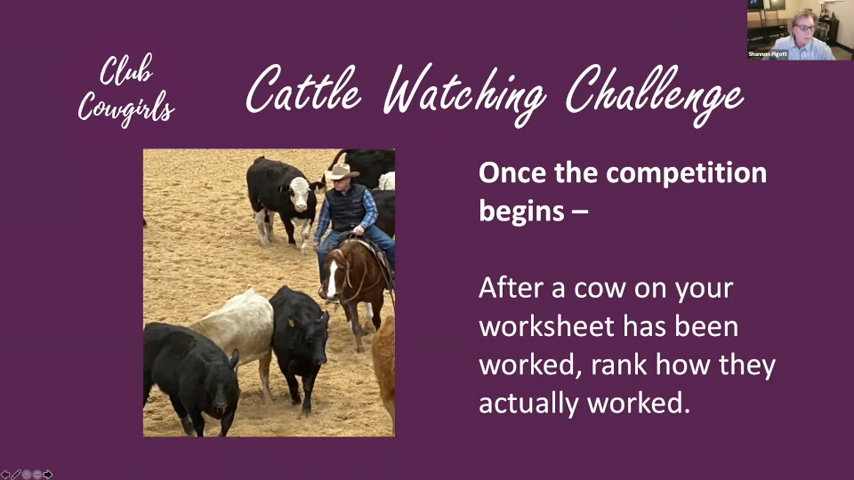 Shannon Pigott
Club
Cowgirls
Cattle Watching Challenge
Once the competition
begins –
After a cow on your
worksheet has been
worked, rank how they
actually worked.